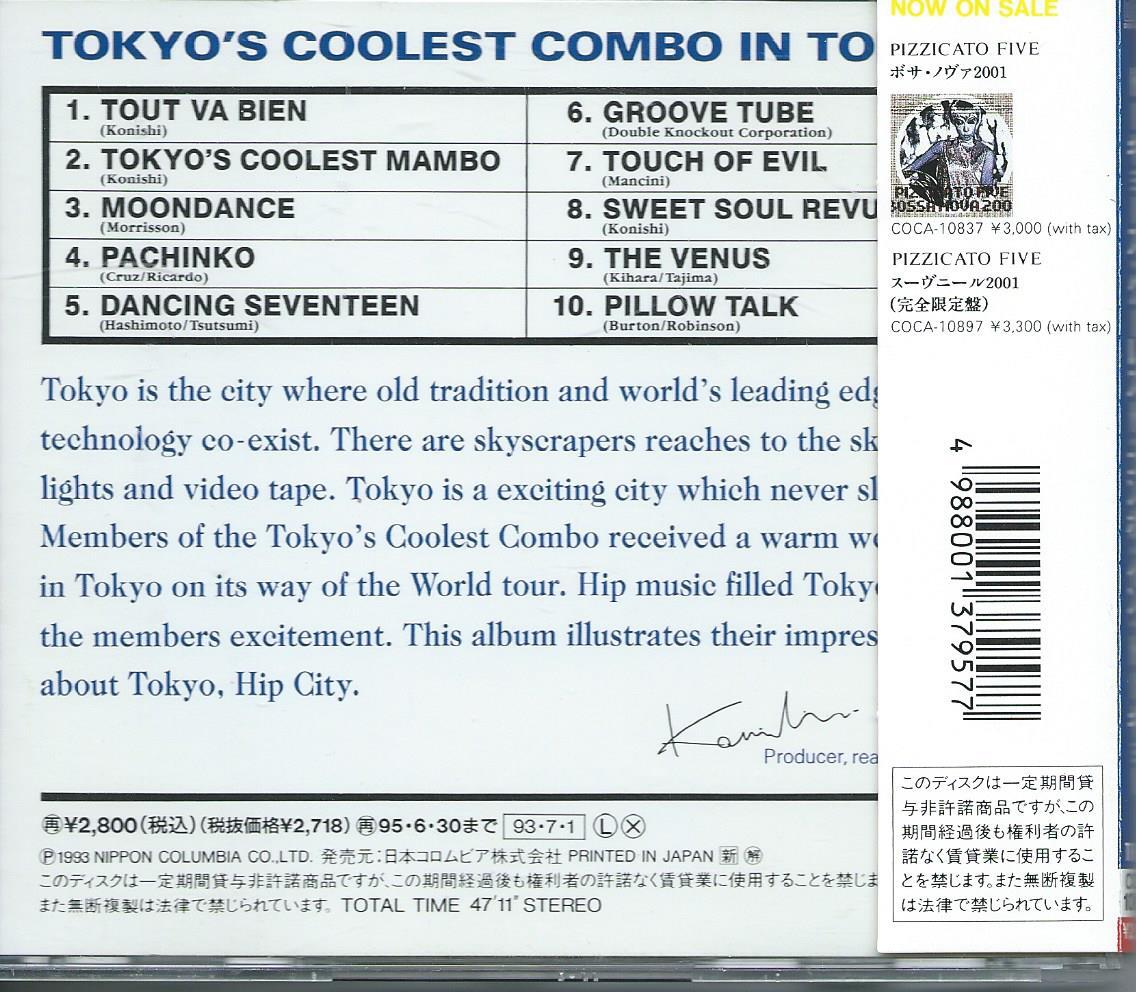 TOKYO'S COOLEST COMBO IN TO
1. TOUT VA BIEN
(Konishi)
2. TOKYO'S COOLEST MAMBO
(Konishi)
3. MOONDANCE
(Morrisson)
4. PACHINKO
(Cruz/Ricardo)
5. DANCING SEVENTEEN
(Hashimoto/Tsutsumi)
6. GROOVE TUBE
(Double Knockout Corporation)
7. TOUCH OF EVIL
(Mancini)
8. SWEET SOUL REVU
(Konishi)
9. THE VENUS
(Kihara/Tajima)
10. PILLOW TALK
(Burton/Robinson)
Tokyo is the city where old tradition and world's leading edg
technology co-exist. There are skyscrapers reaches to the sk
lights and video tape. Tokyo is a exciting city which never sl
Members of the Tokyo's Coolest Combo received a warm we
in Tokyo on its way of the World tour. Hip music filled Toky
the members excitement. This album illustrates their impres
about Tokyo, Hip City.
Producer, rea
㊢¥2,800(税込)(税抜価格¥2,718)再95・6・30まで 93・7・1 Ⓛ Ⓧ
Ⓟ1993 NIPPON COLUMBIA CO.,LTD. 発売元:日本コロムビア株式会社 PRINTED IN JAPAN 新 解
このディスクは一定期間貸与非許諾商品ですが、この期間経過後も権利者の許諾なく賃貸業に使用することを禁じま
また無断複製は法律で禁じられています。 TOTAL TIME 47'11" STEREO
NOW ON SALE
PIZZICATO FIVE
ボサ・ノヴァ2001
PIZZICATO FIVE
BOSSA NOVA 200
COCA-10837 ¥3,000 (with tax)
PIZZICATO FIVE
スーヴニール2001
(完全限定盤)
COCA-10897 ¥3,300 (with tax)
4 988001 379577
このディスクは一定期間貸
与非許諾商品ですが、この
期間経過後も権利者の許
諾なく賃貸業に使用するこ
とを禁じます。また無断複製
は法律で禁じられています。